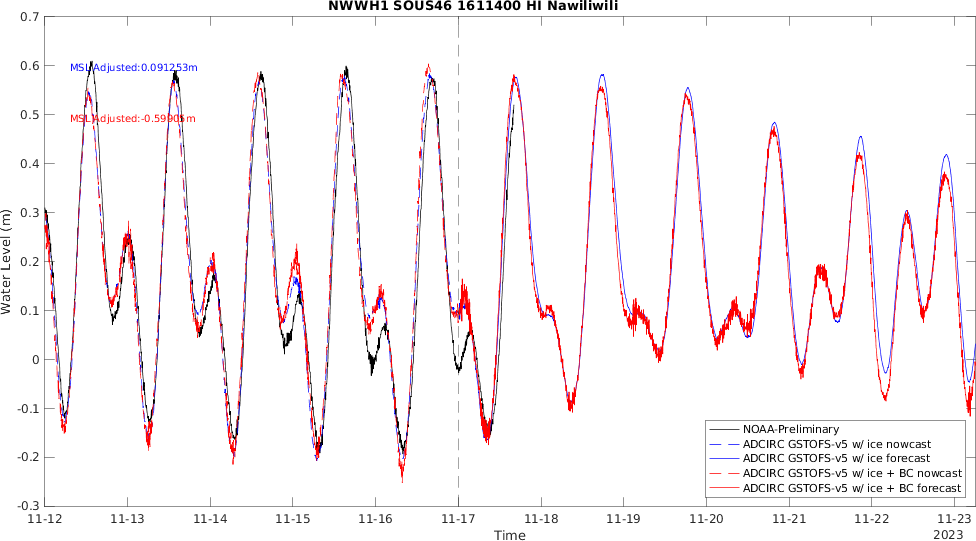 NWWH1 SOUS46 1611400 HI Nawiliwili
0.7
0.6
0.5
0.4
0.3
0.2
0.1
0
-0.1
-0.2
-0.3
Water Level (m)
MSL Adjusted:0.091253m
MSL Adjusted:-0.59905m
NOAA-Preliminary
ADCIRC GSTOFS-v5 w/ ice nowcast
ADCIRC GSTOFS-v5 w/ ice forecast
ADCIRC GSTOFS-v5 w/ ice + BC nowcast
ADCIRC GSTOFS-v5 w/ ice + BC forecast
11-12 11-13 11-14 11-15 11-16 11-17 11-18 11-19 11-20 11-21 11-22 11-23
Time
2023